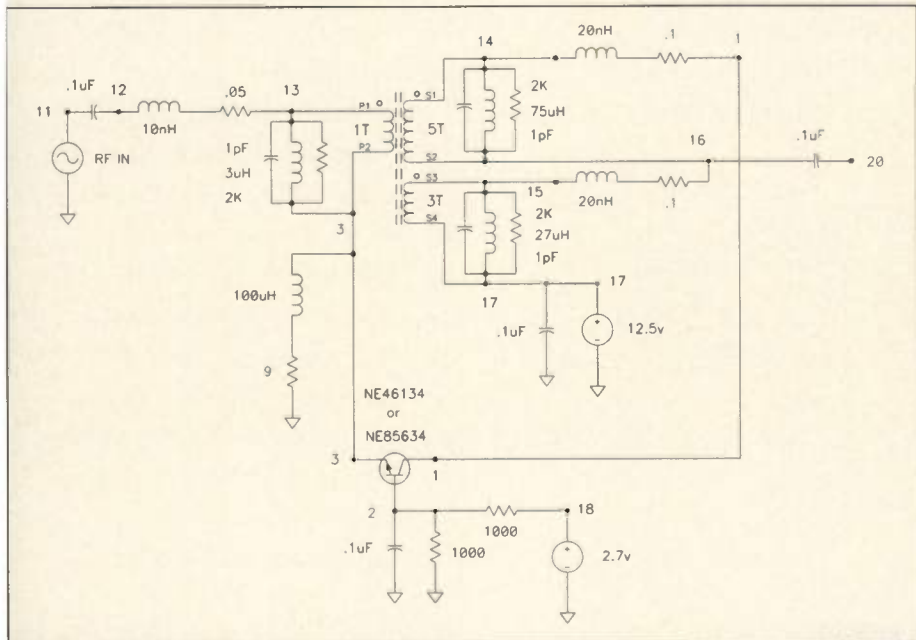 20nH
.1
1
14
.1uF
12
.05
13
11
10nH
RF IN
P1
P2
1T
S1
S2
5T
2K
75uH
1pF
16
.1uF
20
1pF
3uH
2K
S3
S4
3T
15
20nH
.1
2K
27uH
1pF
3
17
17
100uH
.1uF
12.5v
9
NE46134
or
NE85634
3
1
2
18
1000
.1uF
1000
2.7v